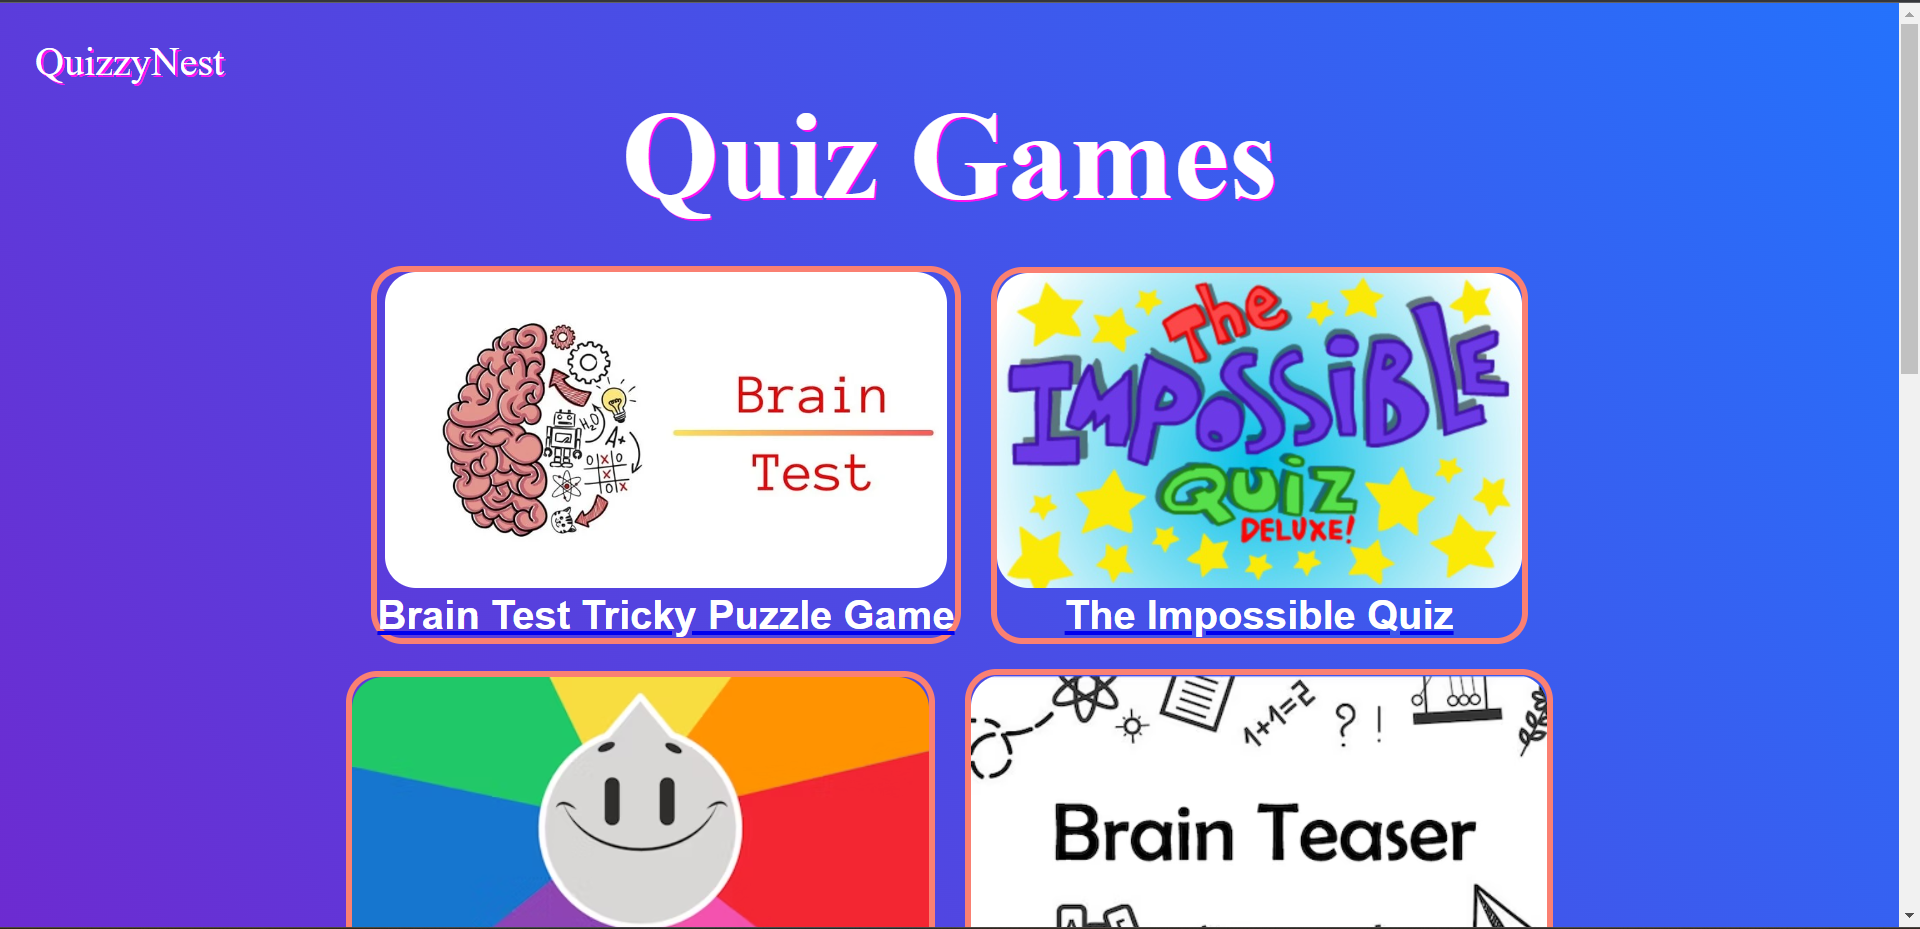 QuizzyNest
Quiz Games
Brain
Test
H₂O
A+
O X O
X
O X
The
IMPOSSIBLE
QUIZ
DELUXE!
Brain Test Tricky Puzzle Game
The Impossible Quiz
1+1=2
? !
Brain Teaser